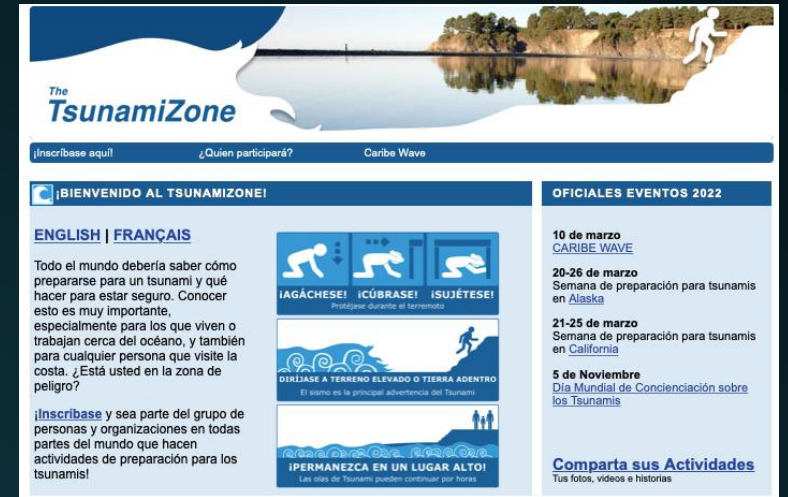 The
TsunamiZone
¡Inscríbase aquí!
¿Quien participará?
Caribe Wave
¡BIENVENIDO AL TSUNAMIZONE!
ENGLISH | FRANÇAIS
Todo el mundo debería saber cómo
prepararse para un tsunami y qué
hacer para estar seguro. Conocer
esto es muy importante,
especialmente para los que viven o
trabajan cerca del océano, y también
para cualquier persona que visite la
costa. ¿Está usted en la zona de
peligro?
¡Inscríbase y sea parte del grupo de
personas y organizaciones en todas
partes del mundo que hacen
actividades de preparación para los
tsunamis!
¡AGÁCHESE! ¡CÚBRASE! ¡SUJÉTESE!
Protéjase durante el terremoto
DIRÍJASE A TERRENO ELEVADO O TIERRA ADENTRO
El sismo es la principal advertencia del Tsunami
¡PERMANEZCA EN UN LUGAR ALTO!
Las olas de Tsunami pueden continuar por horas
OFICIALES EVENTOS 2022
10 de marzo
CARIBE WAVE
20-26 de marzo
Semana de preparación para tsunamis
en Alaska
21-25 de marzo
Semana de preparación para tsunamis
en California
5 de Noviembre
Día Mundial de Concienciación sobre
los Tsunamis
Comparta sus Actividades
Tus fotos, videos e historias